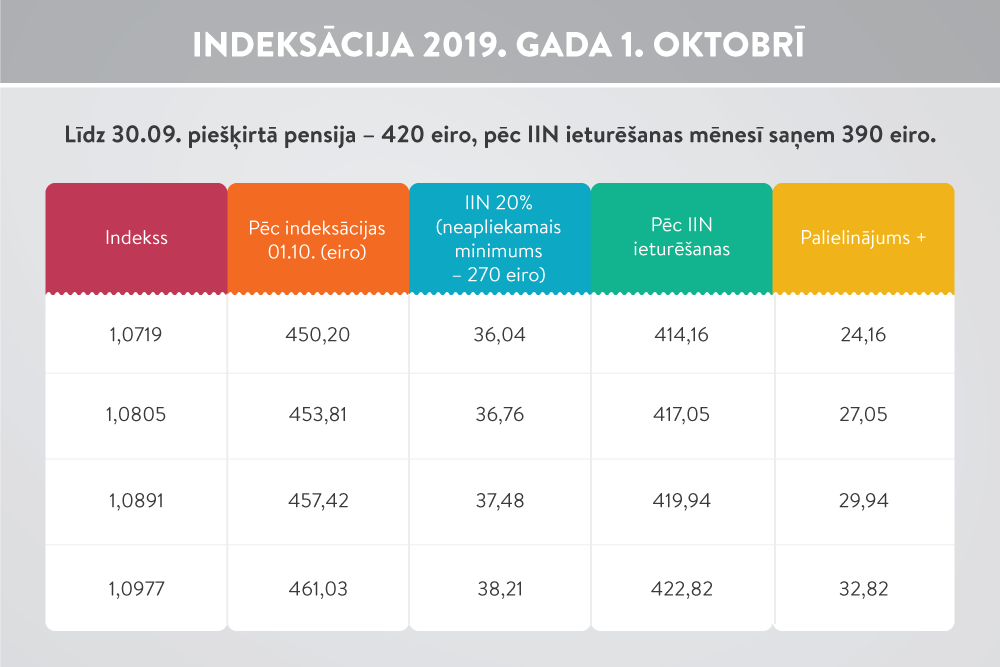 INDEKSĀCIJA 2019. GADA 1. OKTOBRĪ
Līdz 30.09. piešķirtā pensija – 420 eiro, pēc IIN ieturēšanas mēnesī saņem 390 eiro.
Indekss
Pēc indeksācijas
01.10. (eiro)
IIN 20%
(neapliekamais
minimums
– 270 eiro)
Pēc IIN
ieturēšanas
Palielinājums +
1,0719 450,20 36,04 414,16 24,16
1,0805 453,81 36,76 417,05 27,05
1,0891 457,42 37,48 419,94 29,94
1,0977 461,03 38,21 422,82 32,82